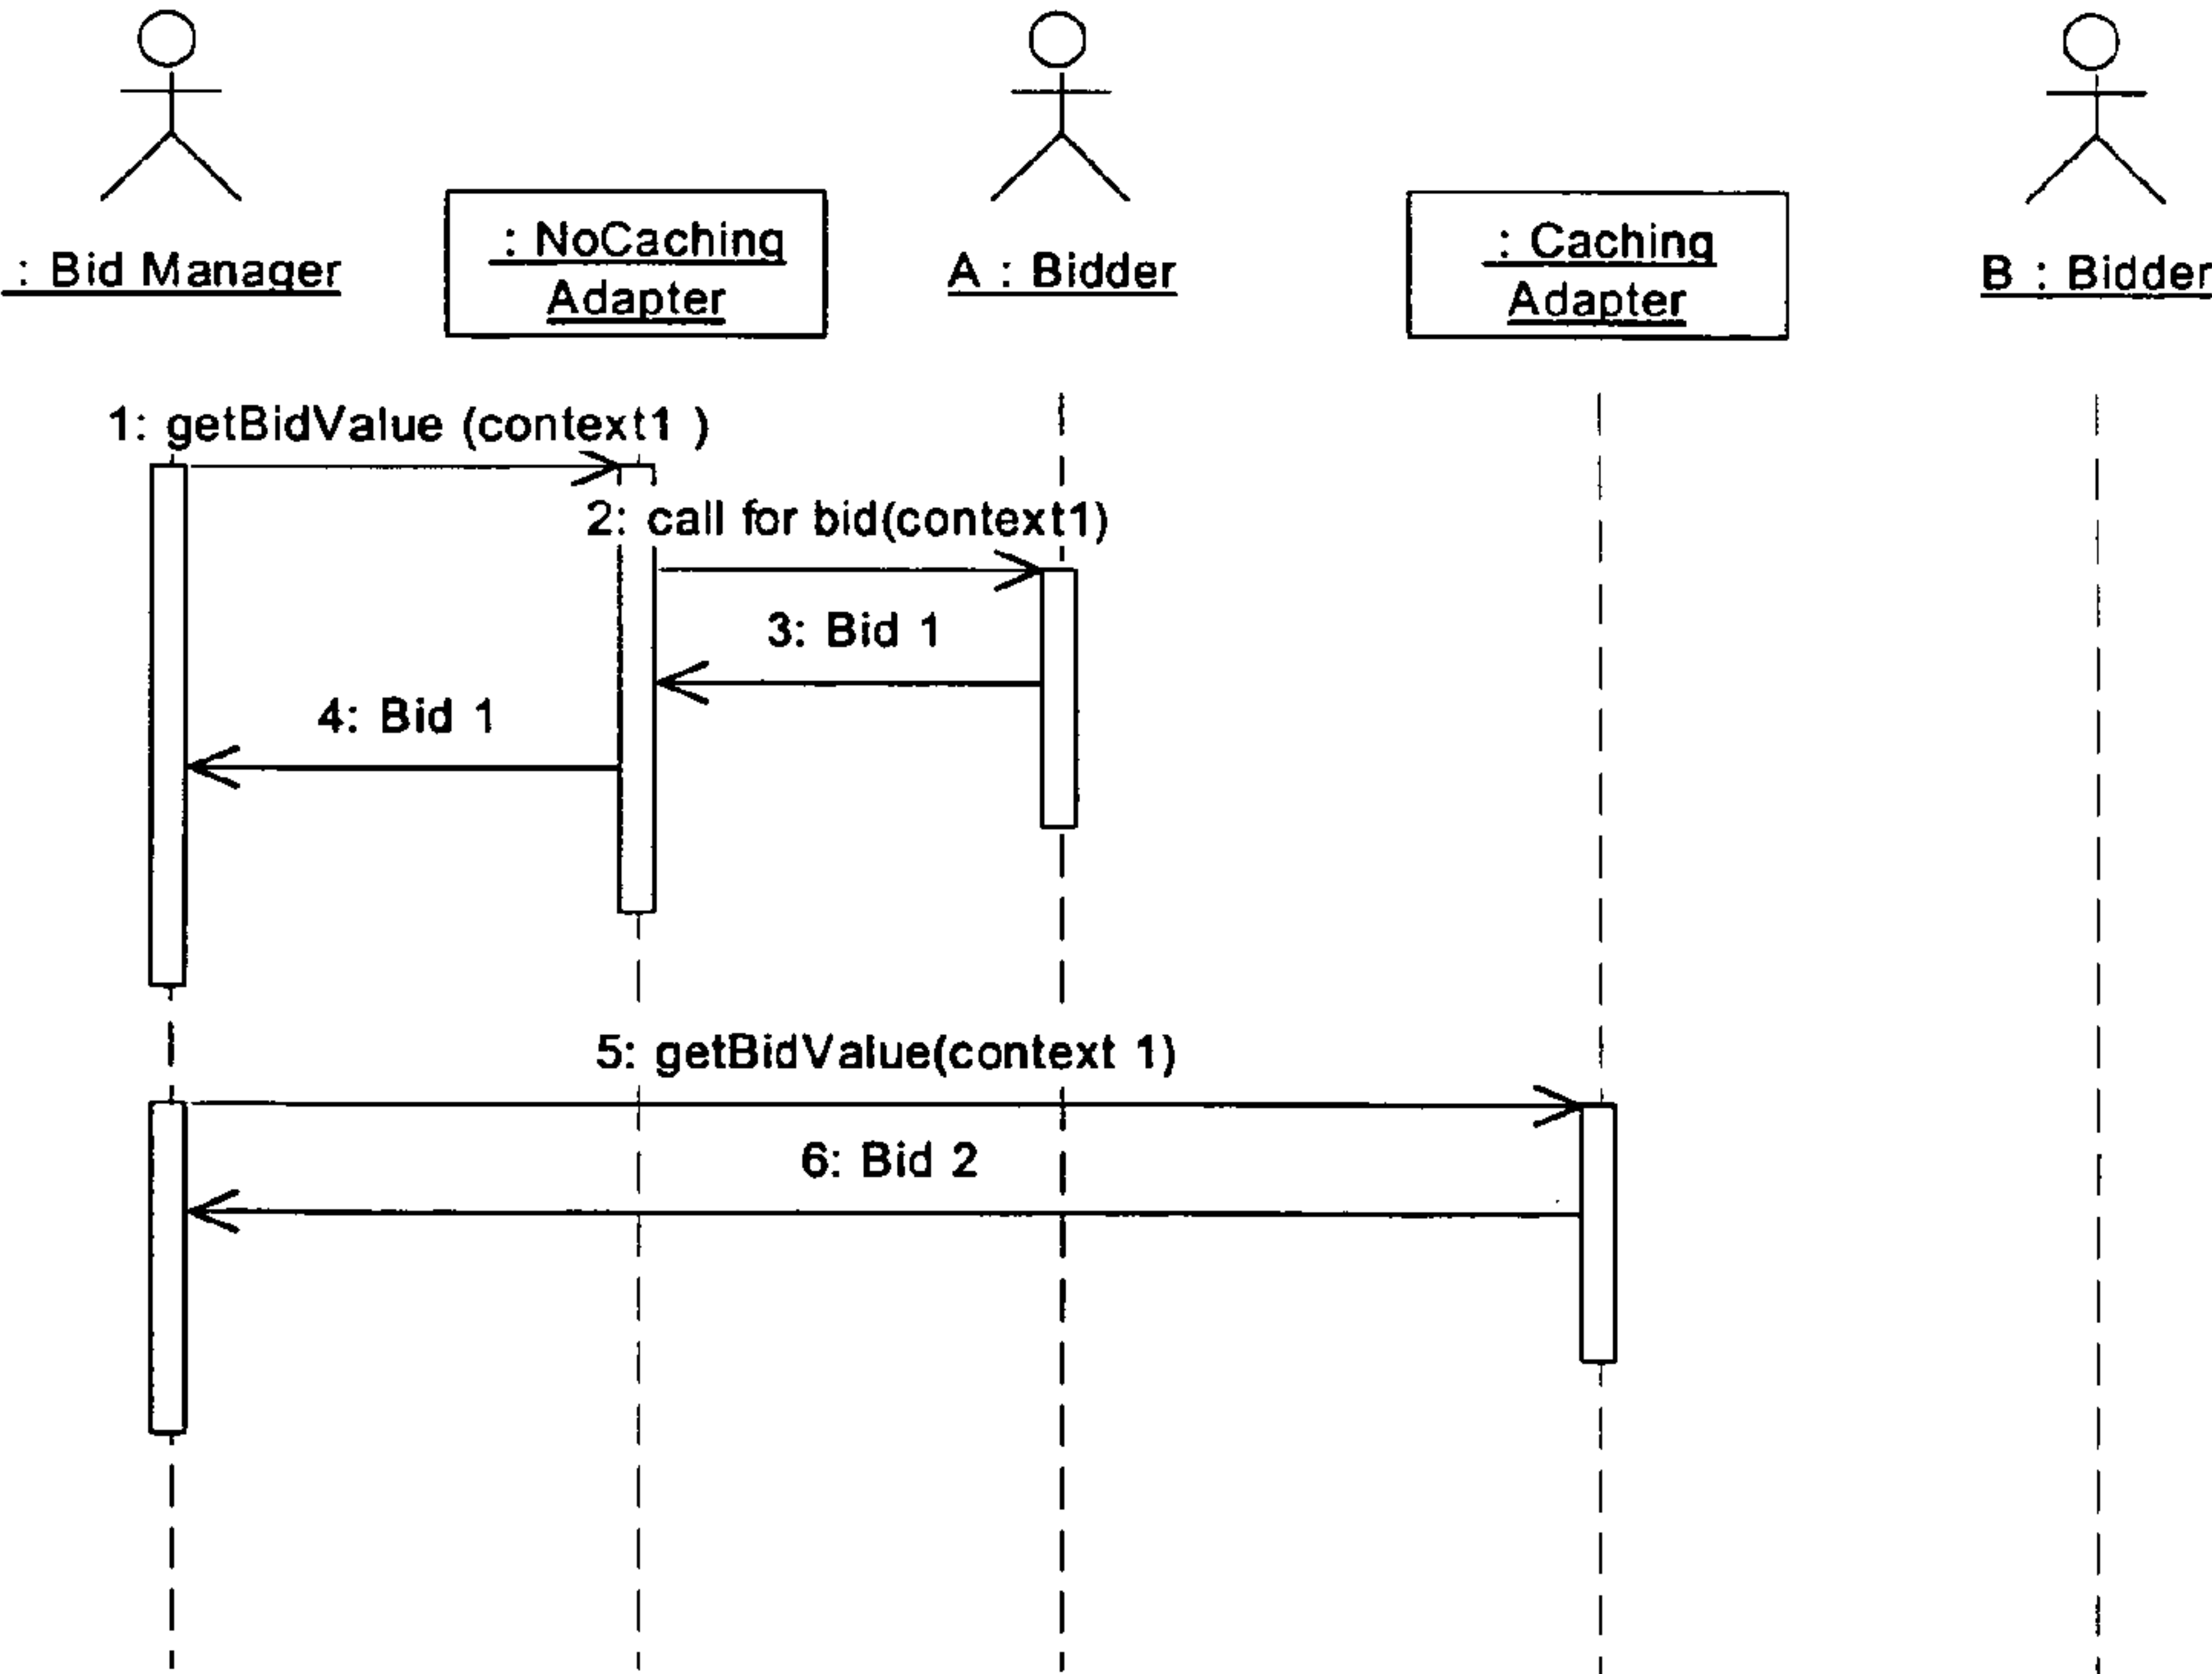 : Bid Manager
: NoCaching
Adapter
A : Bidder
: Caching
Adapter
B : Bidder
1: getBidValue (context1 )
2: call for bid(context1)
3: Bid 1
4: Bid 1
5: getBidValue(context 1)
6: Bid 2